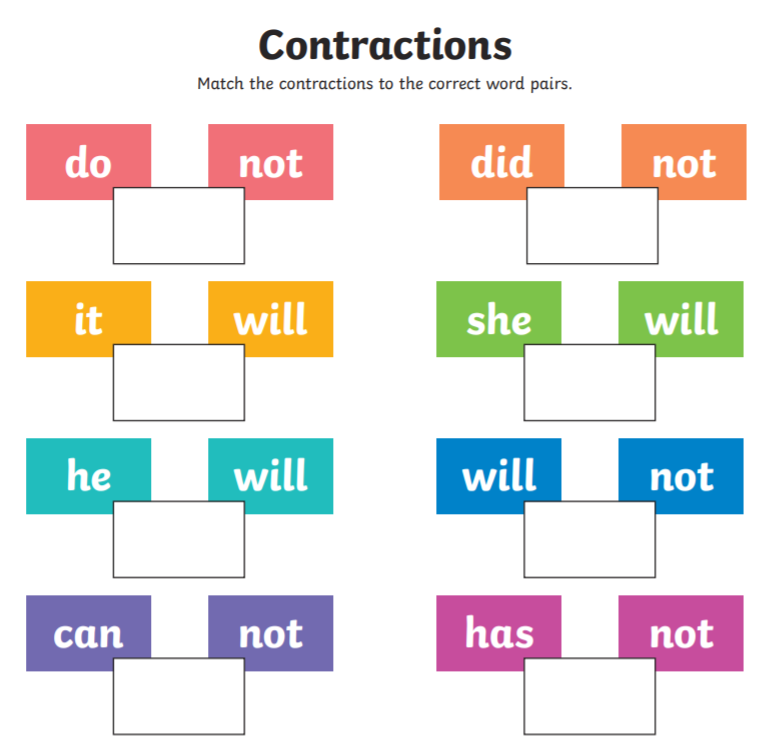 Contractions
Match the contractions to the correct word pairs.
do not did not
it will she will
he will will not
can not has not